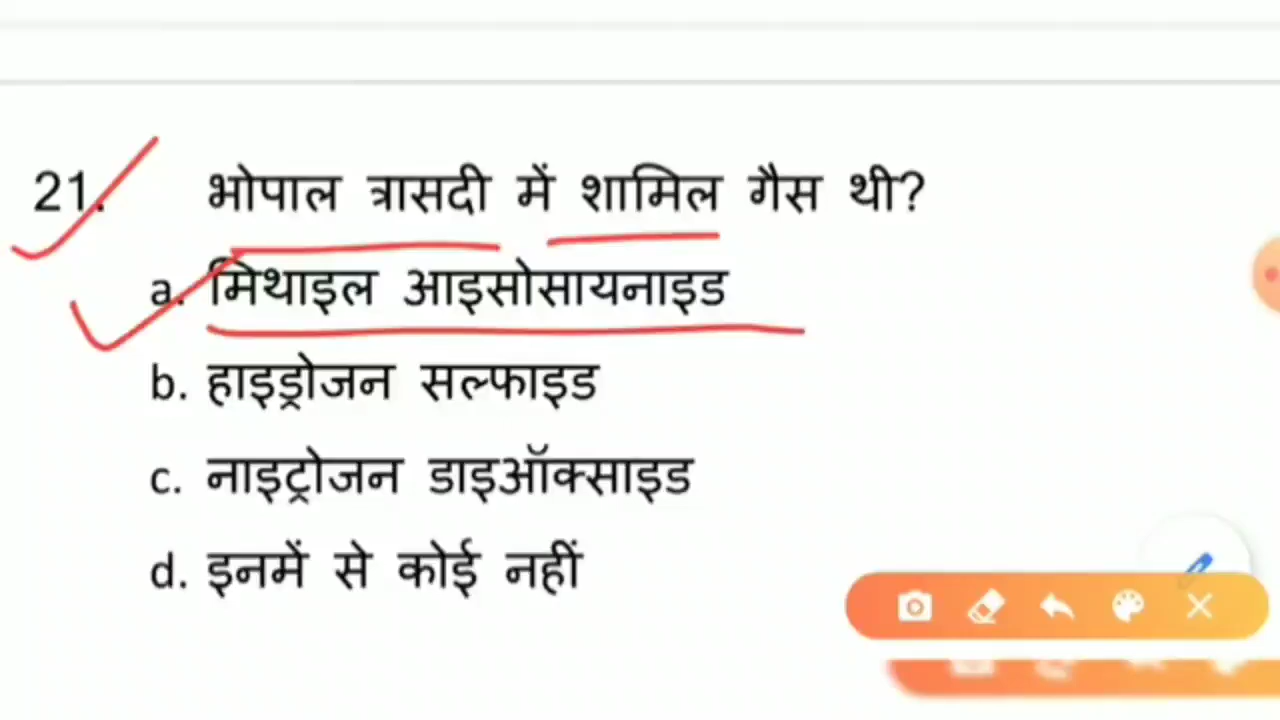 21. भोपाल त्रासदी में शामिल गैस थी?
a. मिथाइल आइसोसायनाइड
b. हाइड्रोजन सल्फाइड
c. नाइट्रोजन डाइऑक्साइड
d. इनमें से कोई नहीं